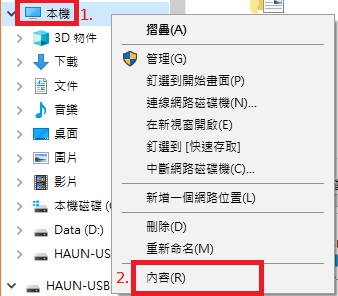 本機 1.
3D 物件
下載
文件
音樂
桌面
圖片
影片
本機磁碟 (
Data (D:)
HAUN-US
HAUN-USB
摺疊(A)
管理(G)
釘選到開始畫面(P)
連線網路磁碟機(N)...
在新視窗開啟(E)
釘選到 [快速存取]
中斷網路磁碟機(C)...
新增一個網路位置(L)
刪除(D)
重新命名(M)
2. 內容(R)